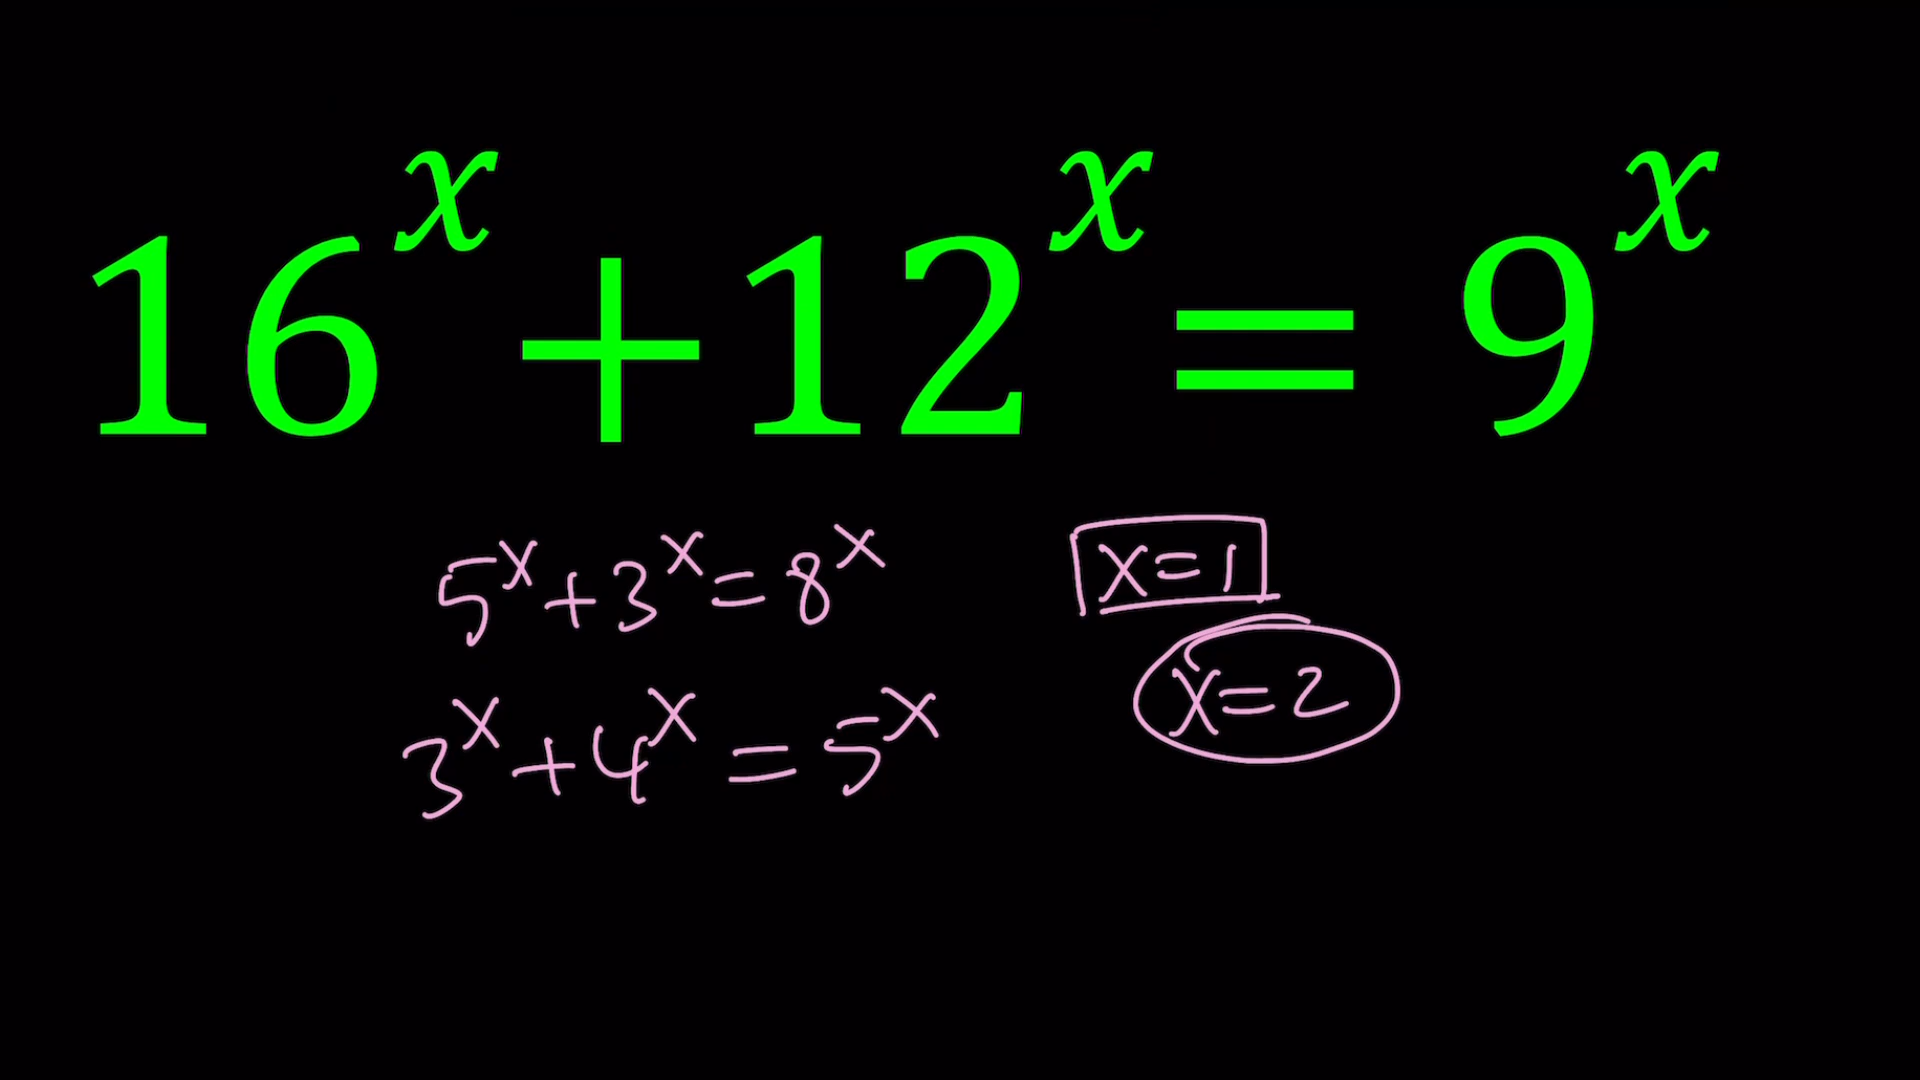 16^x + 12^x = 9^x
5^x + 3^x = 8^x x = 1
3^x + 4^x = 5^x x = 2